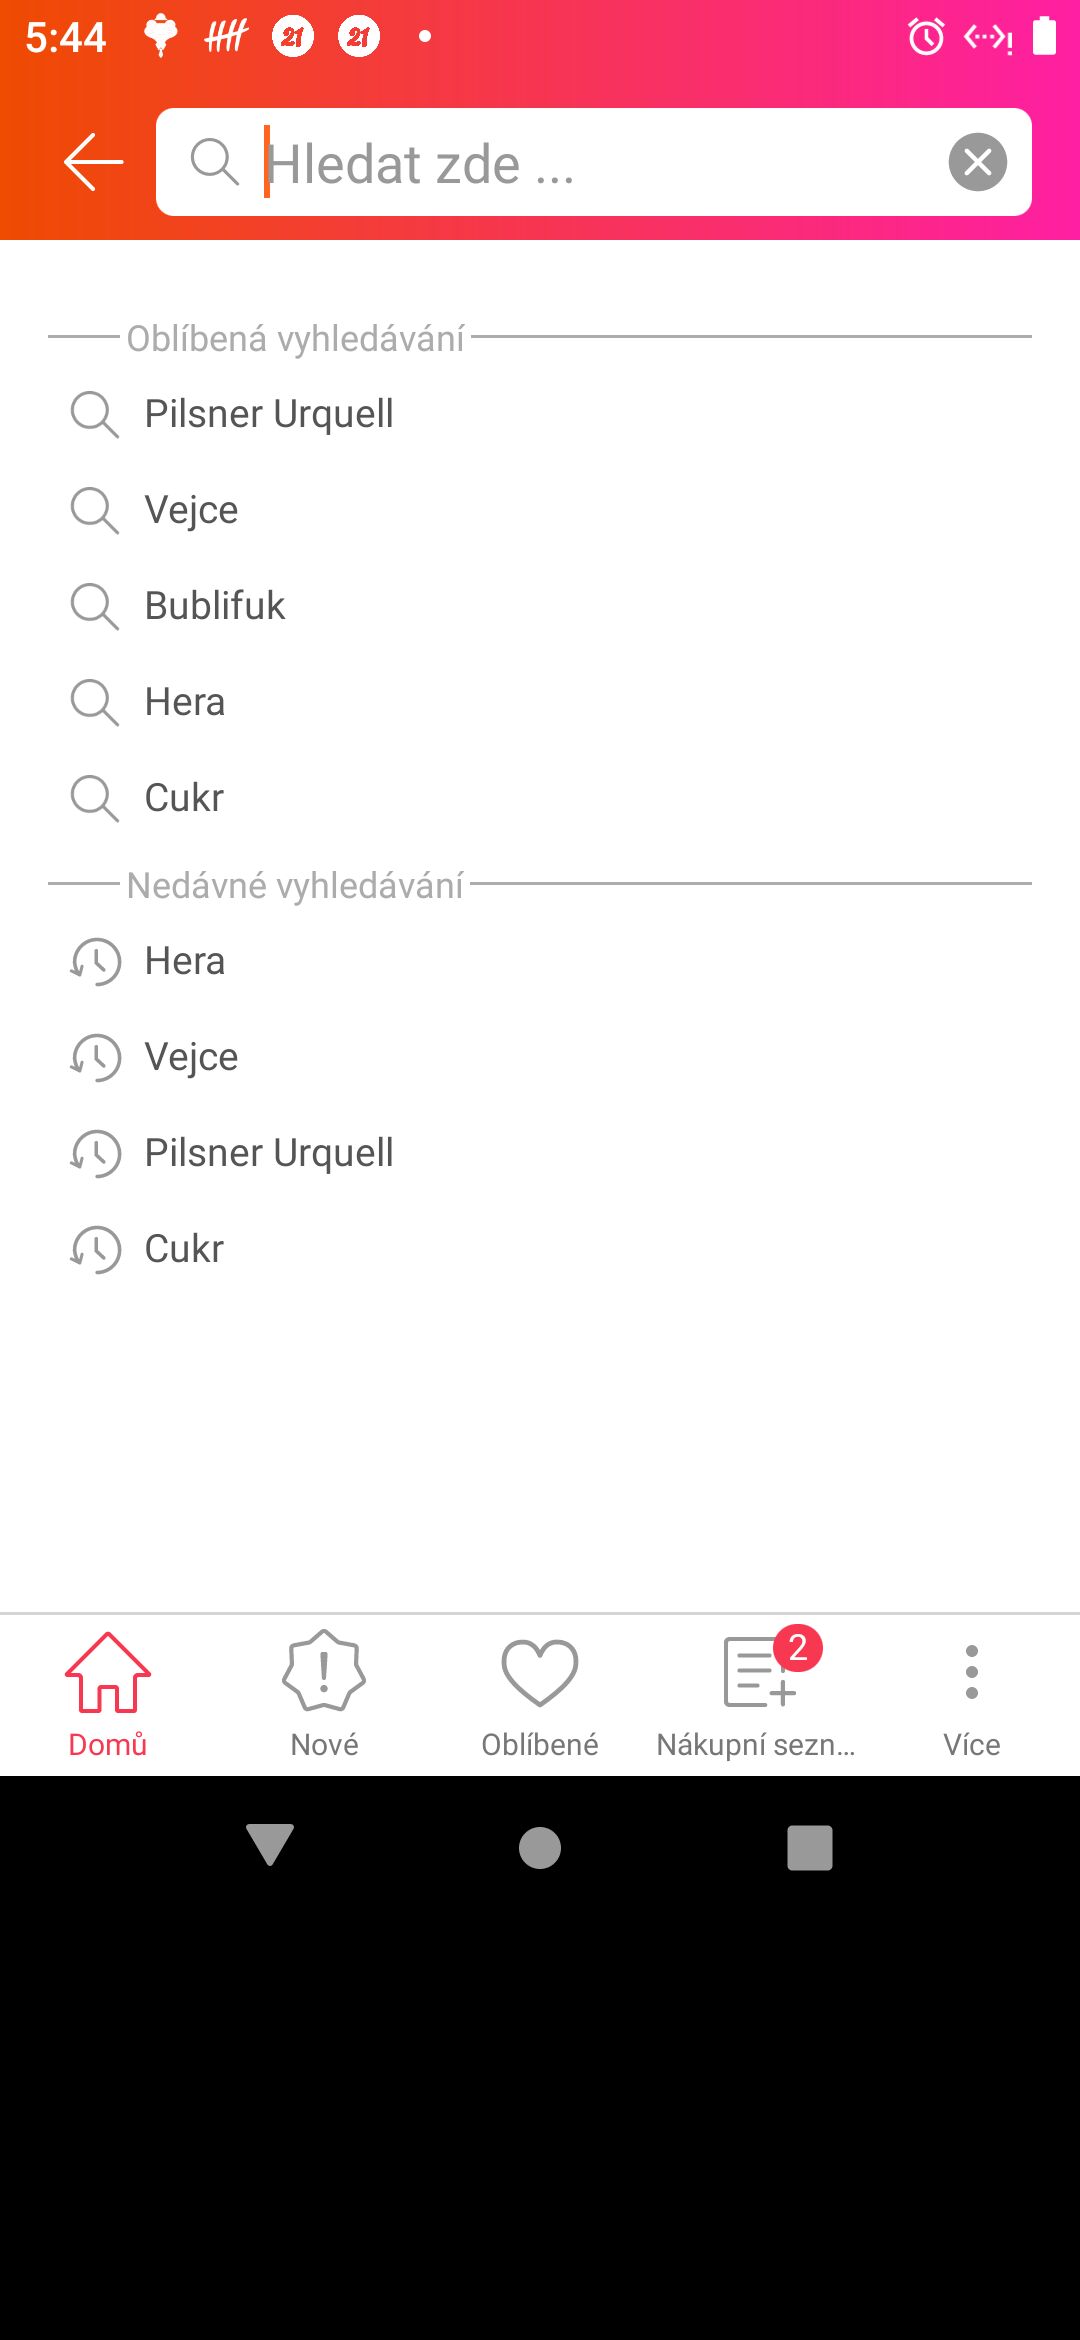 5:44
21 21
Hledat zde ...
Oblíbená vyhledávání
Pilsner Urquell
Vejce
Bublifuk
Hera
Cukr
Nedávné vyhledávání
Hera
Vejce
Pilsner Urquell
Cukr
2
Domů Nové Oblíbené Nákupní sezn... Více